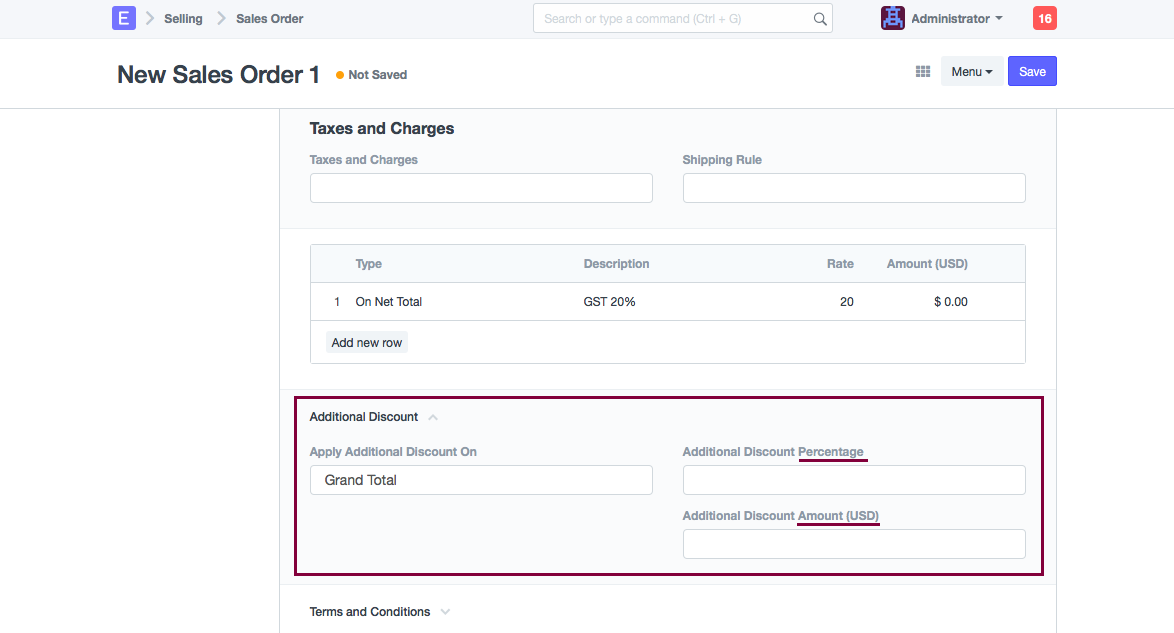 E Selling Sales Order Search or type a command (Ctrl + G) Administrator 16
New Sales Order 1 Not Saved Menu Save
Taxes and Charges
Taxes and Charges Shipping Rule
Type Description Rate Amount (USD)
1 On Net Total GST 20% 20 $ 0.00
Add new row
Additional Discount
Apply Additional Discount On Additional Discount Percentage
Grand Total
Additional Discount Amount (USD)
Terms and Conditions